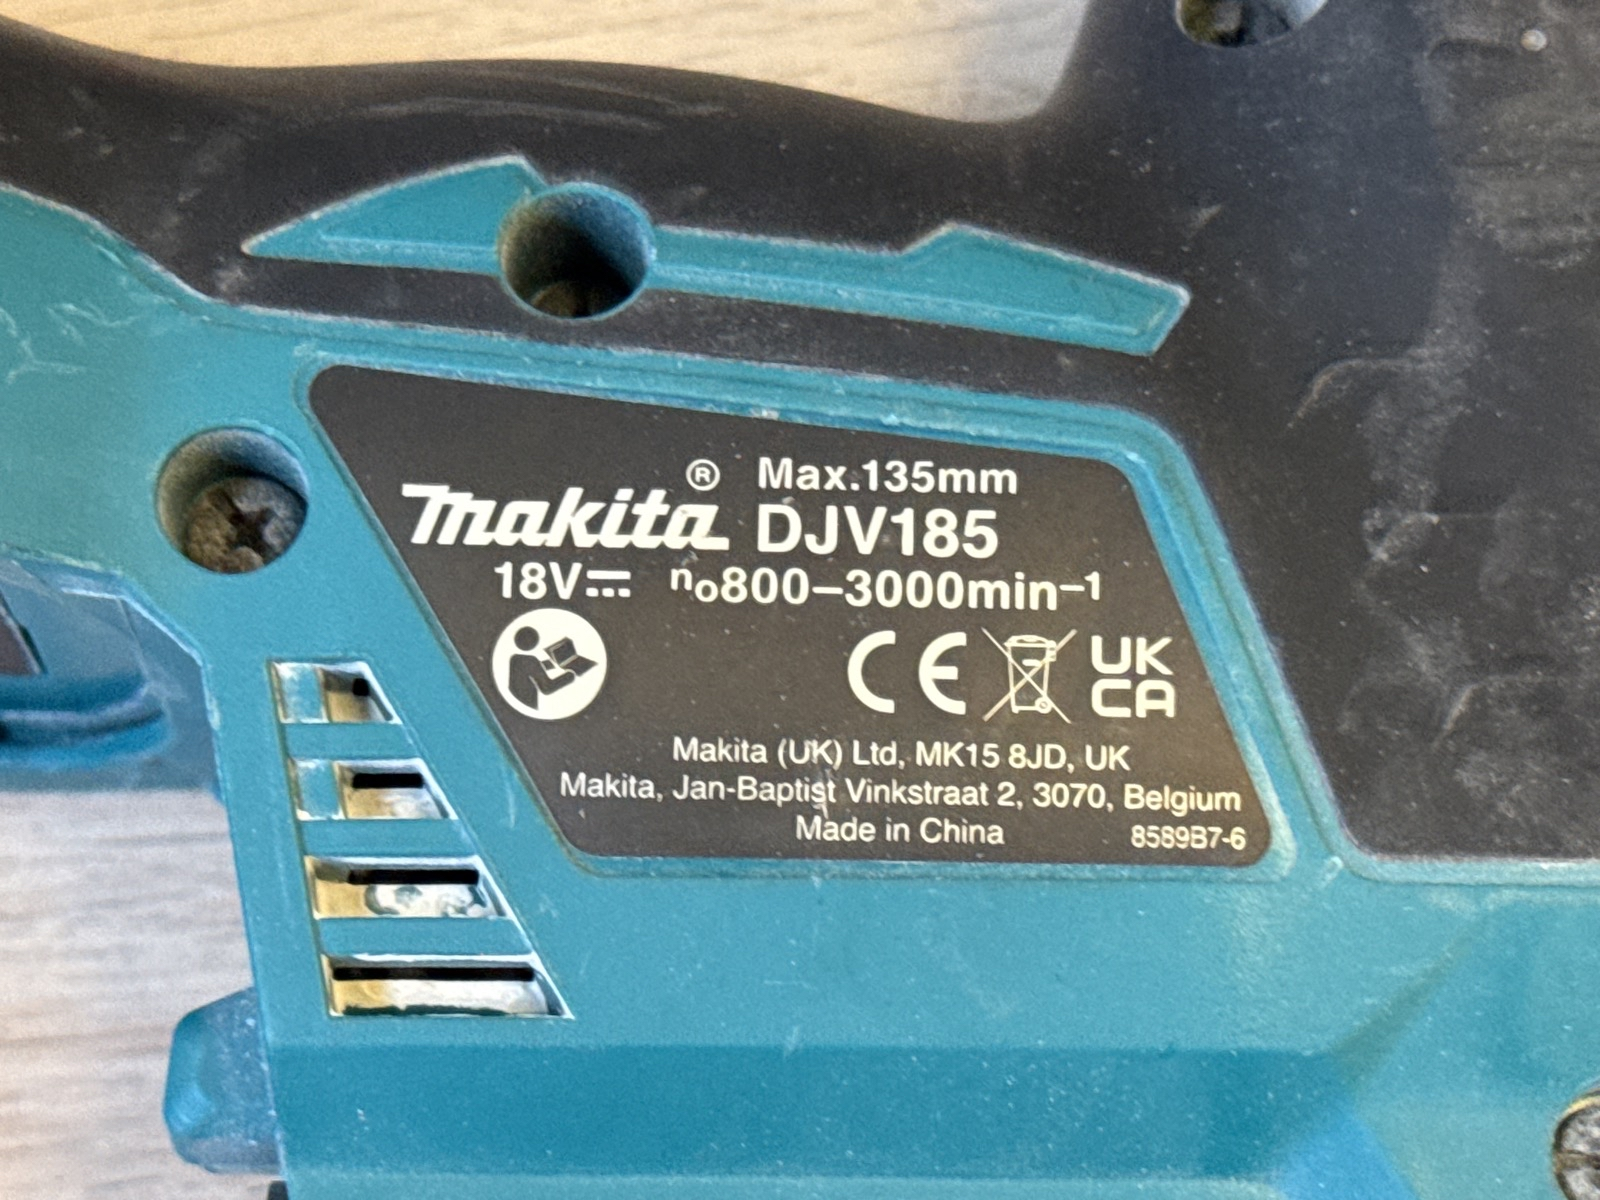 makita® Max.135mm
DJV185
18V⎓ no800–3000min⁻¹
CE UK
CA
Makita (UK) Ltd, MK15 8JD, UK
Makita, Jan-Baptist Vinkstraat 2, 3070, Belgium
Made in China 8589B7-6